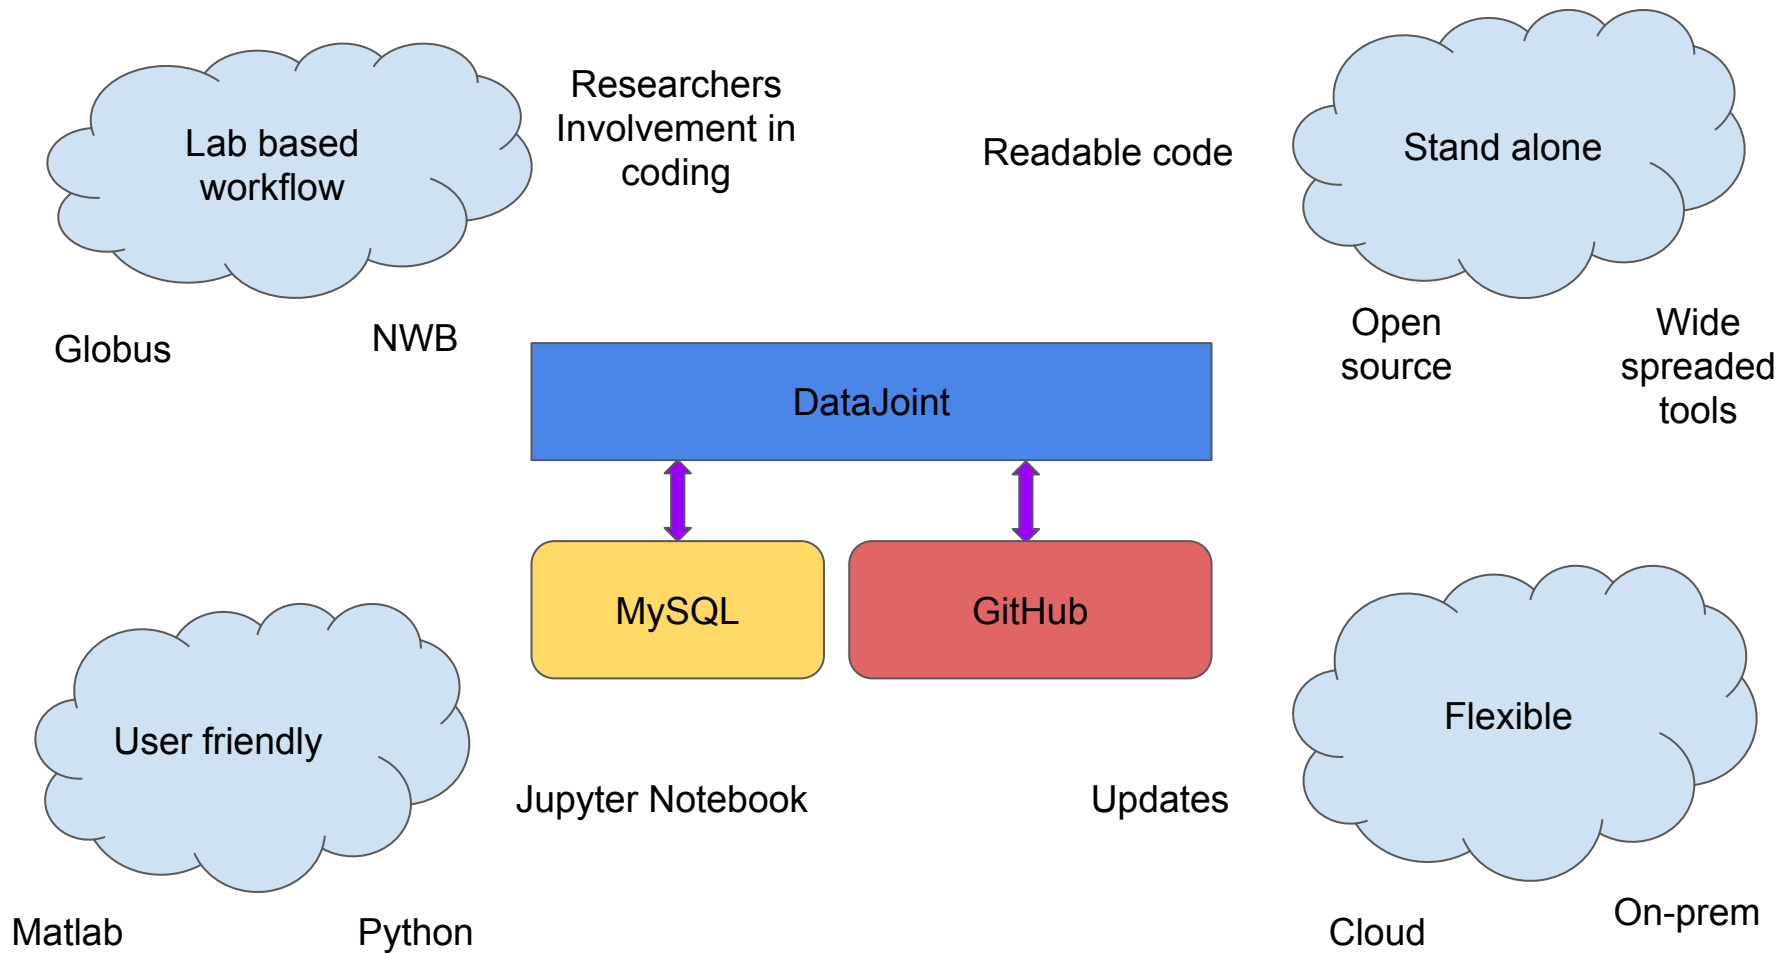 Lab based
workflow
Researchers
Involvement in
coding
Readable code
Stand alone
Globus
NWB
Open
source
Wide
spreaded
tools
DataJoint
MySQL
GitHub
User friendly
Flexible
Jupyter Notebook
Updates
Matlab
Python
Cloud
On-prem